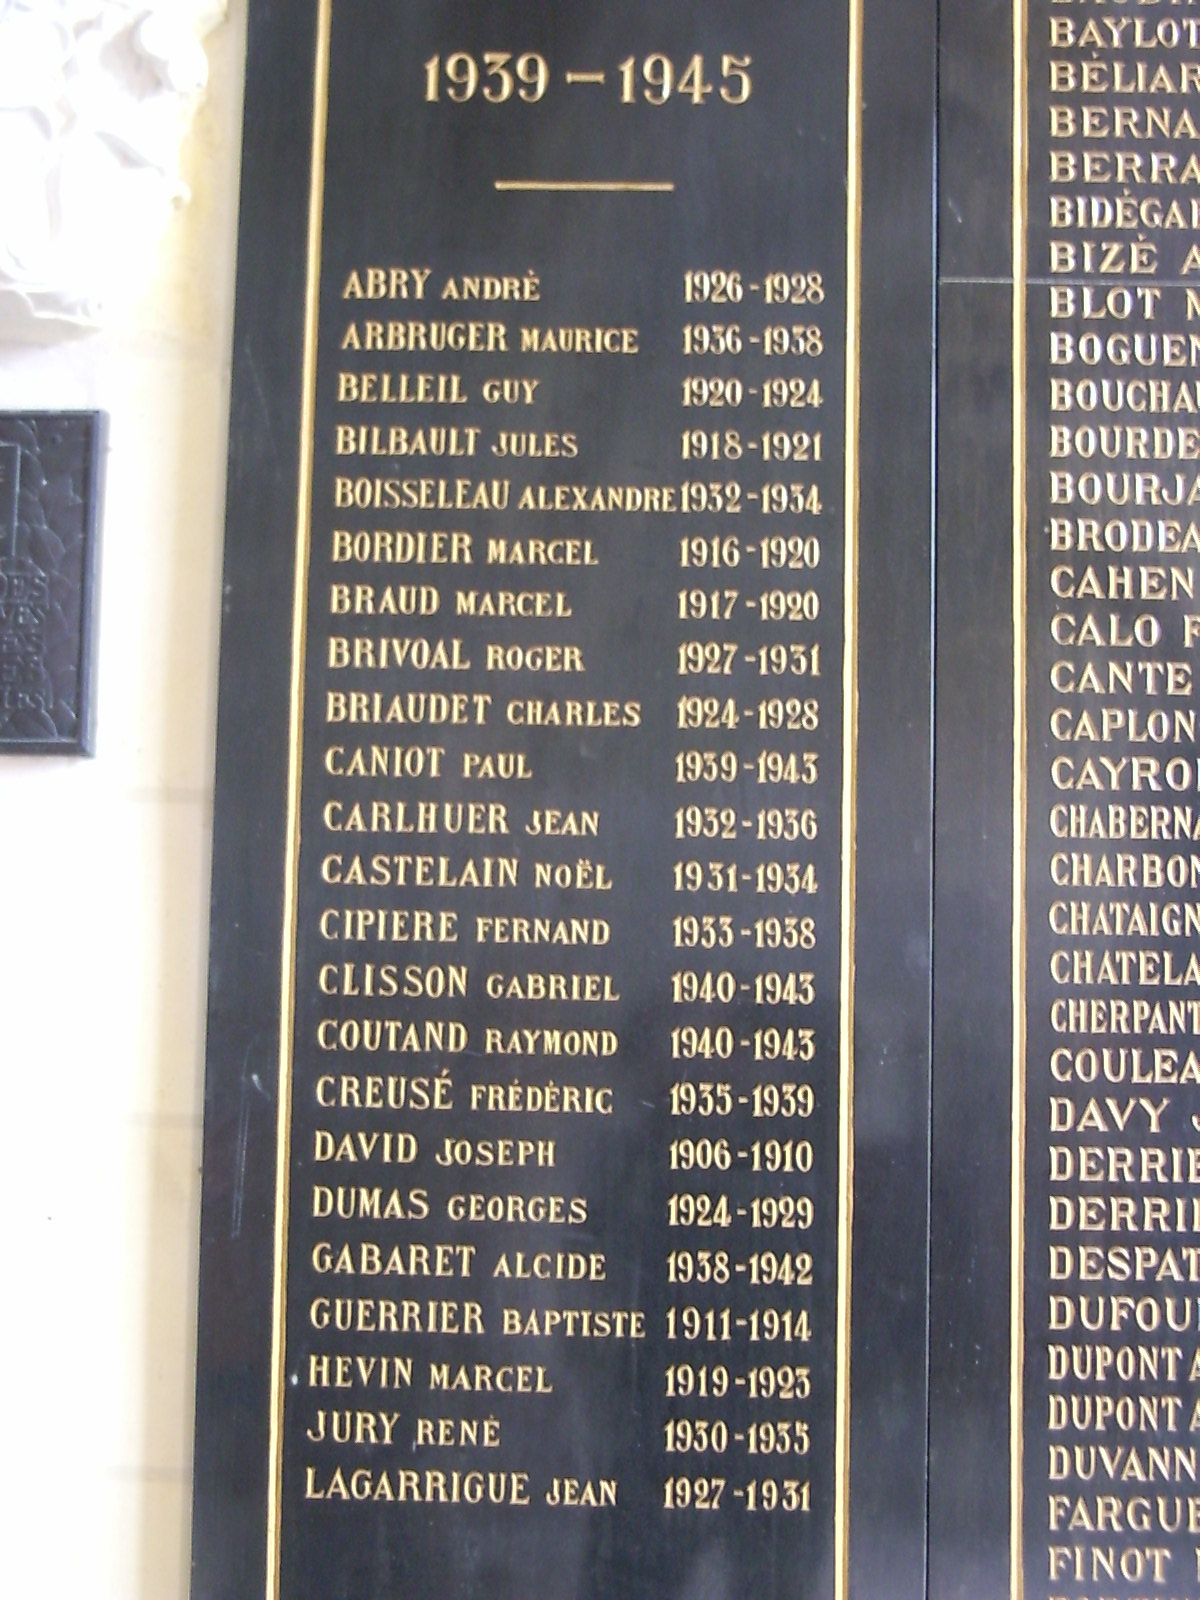 1939-1945
ABRY ANDRÉ 1926-1928
ARBRUGER MAURICE 1936-1938
BELLEIL GUY 1920-1924
BILBAULT JULES 1918-1921
BOISSELEAU ALEXANDRE 1932-1934
BORDIER MARCEL 1916-1920
BRAUD MARCEL 1917-1920
BRIVOAL ROGER 1927-1931
BRIAUDET CHARLES 1924-1928
CANIOT PAUL 1939-1943
CARLHUER JEAN 1932-1936
CASTELAIN NOËL 1931-1934
CIPIERE FERNAND 1933-1938
CLISSON GABRIEL 1940-1943
COUTAND RAYMOND 1940-1943
CREUSÉ FRÉDÉRIC 1935-1939
DAVID JOSEPH 1906-1910
DUMAS GEORGES 1924-1929
GABARET ALCIDE 1938-1942
GUERRIER BAPTISTE 1911-1914
HEVIN MARCEL 1919-1923
JURY RENÉ 1930-1935
LAGARRIGUE JEAN 1927-1931
BAYLOT
BÉLIAR
BERNA
BERRA
BIDÉGA
BIZÉ A
BLOT
BOGUEN
BOUCHA
BOURDE
BOURJA
BRODEA
CAHEN
CALO
CANTE
CAPLON
CAYRO
CHABERNA
CHARBON
CHATAIGN
CHATELA
CHERPANT
COULEA
DAVY J
DERRIE
DERRI
DESPAT
DUFOU
DUPONT A
DUPONT A
DUVANN
FARGUE
FINOT